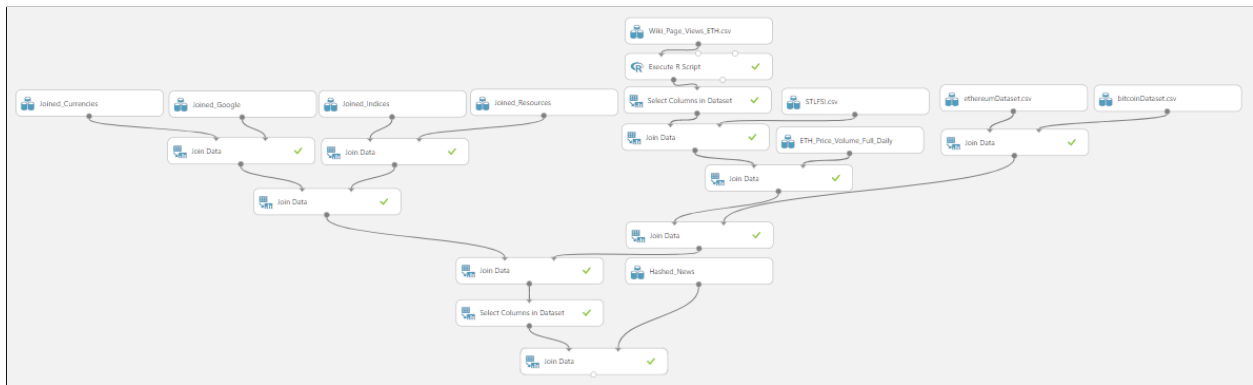 Wiki_Page_Views_ETH.csv
Execute R Script
Joined_Currencies
Joined_Google
Joined_Indices
Joined_Resources
Select Columns in Dataset
STLFSI.csv
ethereumDataset.csv
bitcoinDataset.csv
Join Data
Join Data
Join Data
ETH_Price_Volume_Full_Daily
Join Data
Join Data
Join Data
Join Data
Join Data
Hashed_News
Select Columns in Dataset
Join Data